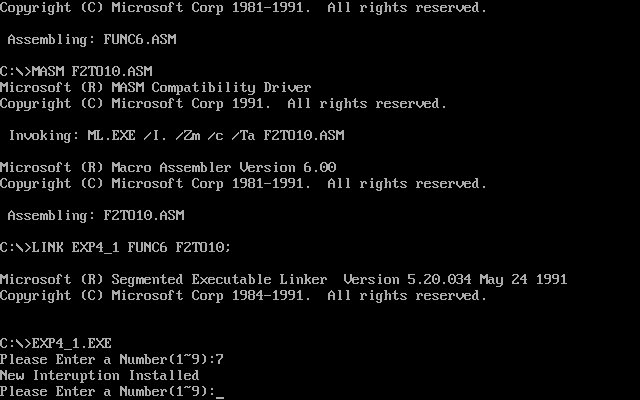 Copyright (C) Microsoft Corp 1981-1991.  All rights reserved.
 Assembling: FUNC6.ASM
C:\>MASM F2TO10.ASM
Microsoft (R) MASM Compatibility Driver
Copyright (C) Microsoft Corp 1991.  All rights reserved.
 Invoking: ML.EXE /I. /Zm /c /Ta F2TO10.ASM
Microsoft (R) Macro Assembler Version 6.00
Copyright (C) Microsoft Corp 1981-1991.  All rights reserved.
 Assembling: F2TO10.ASM
C:\>LINK EXP4_1 FUNC6 F2TO10;
Microsoft (R) Segmented Executable Linker  Version 5.20.034 May 24 1991
Copyright (C) Microsoft Corp 1984-1991.  All rights reserved.
C:\>EXP4_1.EXE
Please Enter a Number(1~9):7
New Interuption Installed
Please Enter a Number(1~9):_